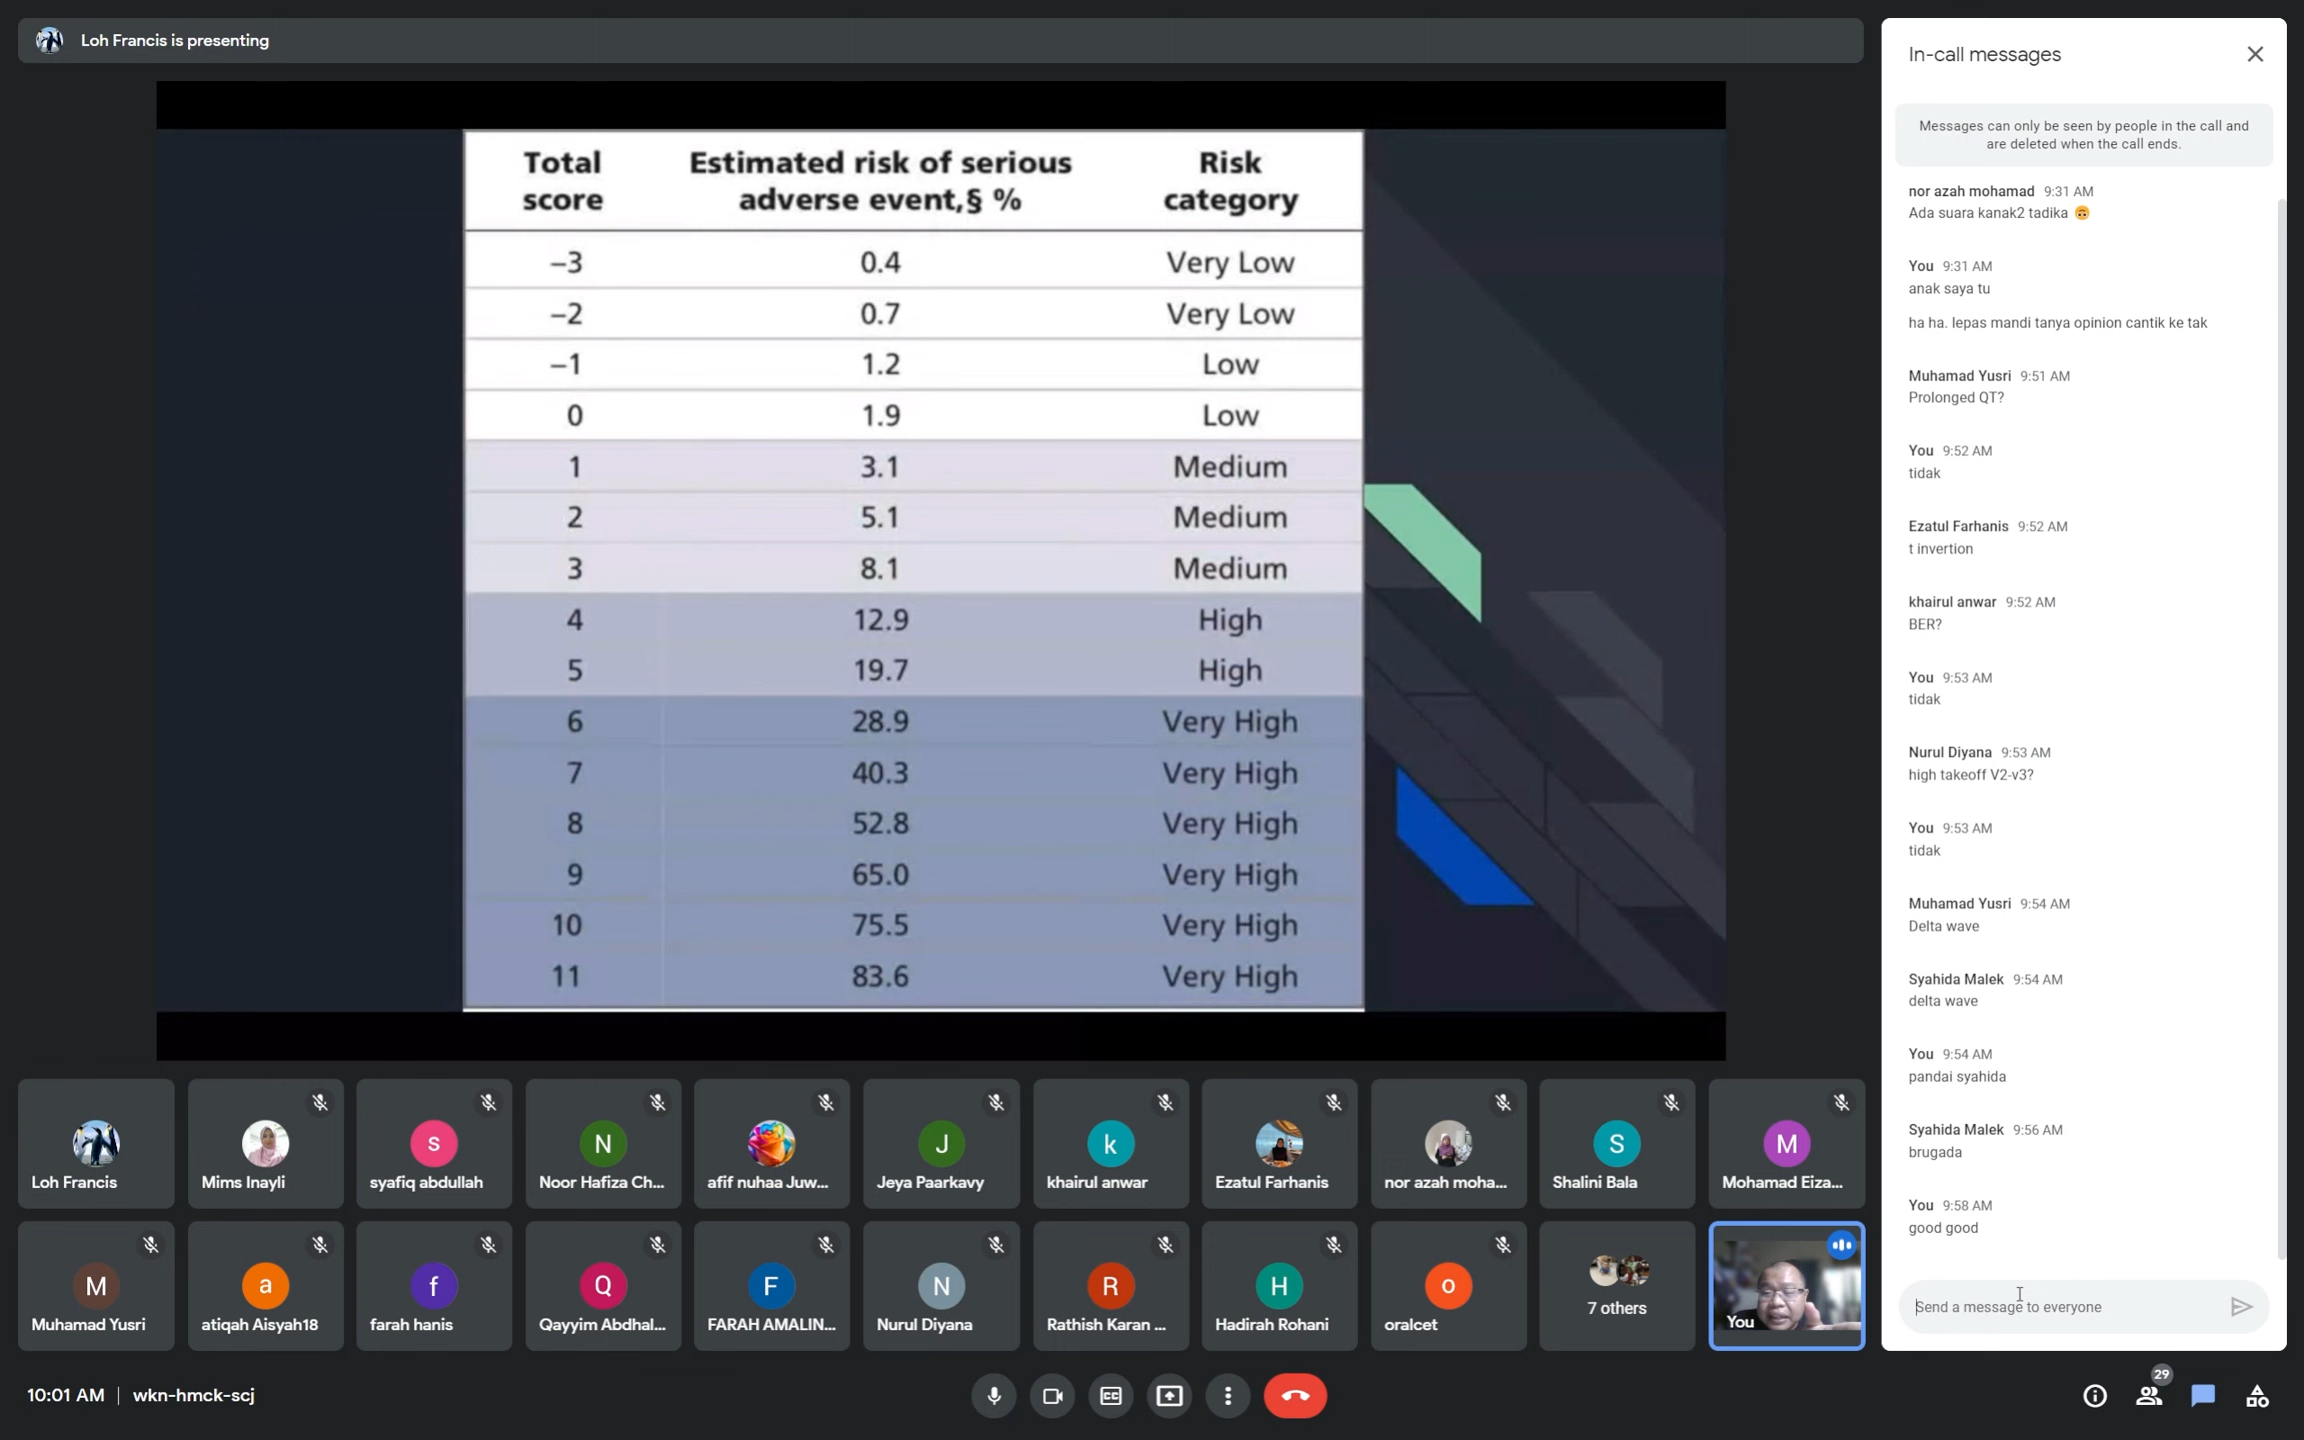 Loh Francis is presenting
Total score Estimated risk of serious adverse event,§ % Risk category
–3 0.4 Very Low
–2 0.7 Very Low
–1 1.2 Low
0 1.9 Low
1 3.1 Medium
2 5.1 Medium
3 8.1 Medium
4 12.9 High
5 19.7 High
6 28.9 Very High
7 40.3 Very High
8 52.8 Very High
9 65.0 Very High
10 75.5 Very High
11 83.6 Very High
In-call messages
Messages can only be seen by people in the call and
are deleted when the call ends.
nor azah mohamad 9:31 AM
Ada suara kanak2 tadika 🙃
You 9:31 AM
anak saya tu
ha ha. lepas mandi tanya opinion cantik ke tak
Muhamad Yusri 9:51 AM
Prolonged QT?
You 9:52 AM
tidak
Ezatul Farhanis 9:52 AM
t invertion
khairul anwar 9:52 AM
BER?
You 9:53 AM
tidak
Nurul Diyana 9:53 AM
high takeoff V2-v3?
You 9:53 AM
tidak
Muhamad Yusri 9:54 AM
Delta wave
Syahida Malek 9:54 AM
delta wave
You 9:54 AM
pandai syahida
Syahida Malek 9:56 AM
brugada
You 9:58 AM
good good
Send a message to everyone
Loh Francis
Mims Inayli
s
syafiq abdullah
N
Noor Hafiza Ch...
afif nuhaa Juw...
J
Jeya Paarkavy
k
khairul anwar
Ezatul Farhanis
nor azah moha...
S
Shalini Bala
M
Mohamad Eiza...
M
Muhamad Yusri
a
atiqah Aisyah18
f
farah hanis
Q
Qayyim Abdhal...
F
FARAH AMALIN...
N
Nurul Diyana
R
Rathish Karan ...
H
Hadirah Rohani
o
oralcet
7 others
You
10:01 AM | wkn-hmck-scj
CC
29